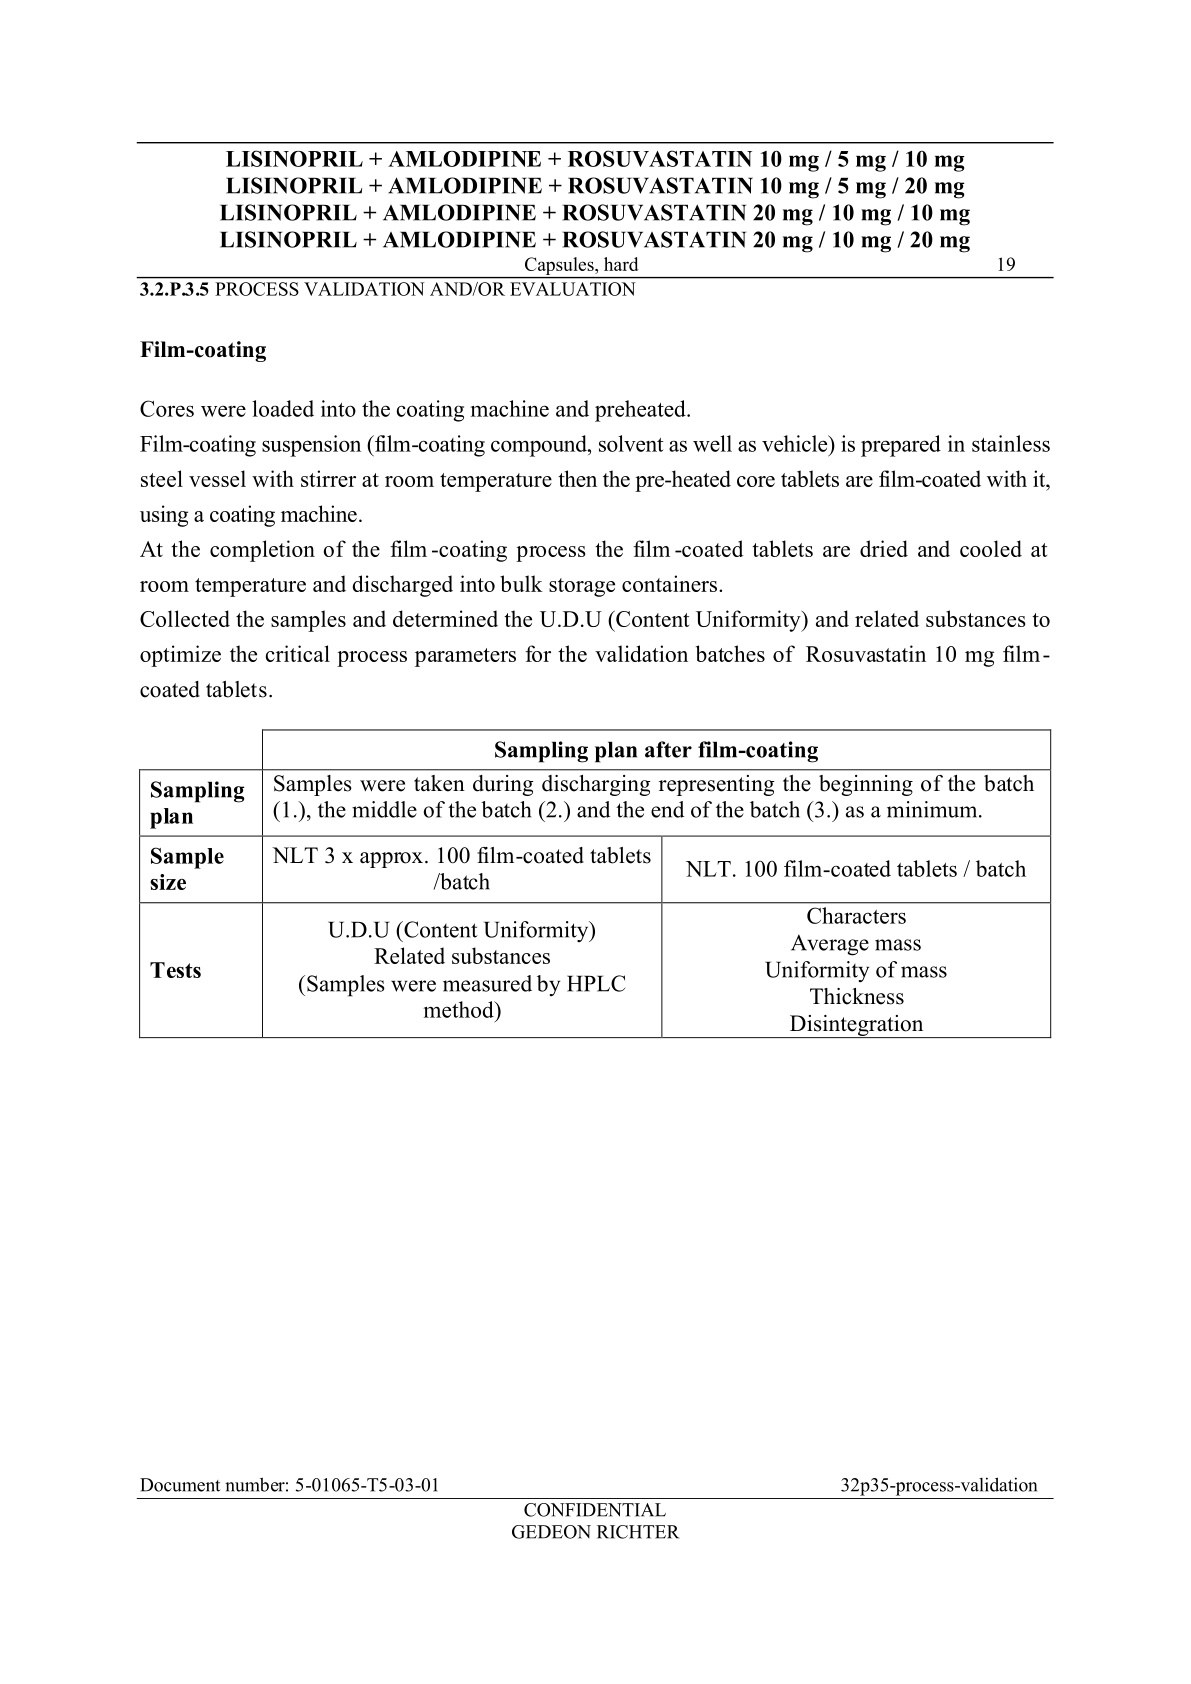 LISINOPRIL + AMLODIPINE + ROSUVASTATIN 10 mg / 5 mg / 10 mg
LISINOPRIL + AMLODIPINE + ROSUVASTATIN 10 mg / 5 mg / 20 mg
LISINOPRIL + AMLODIPINE + ROSUVASTATIN 20 mg / 10 mg / 10 mg
LISINOPRIL + AMLODIPINE + ROSUVASTATIN 20 mg / 10 mg / 20 mg
Capsules, hard 19
3.2.P.3.5 PROCESS VALIDATION AND/OR EVALUATION
Film-coating
Cores were loaded into the coating machine and preheated.
Film-coating suspension (film-coating compound, solvent as well as vehicle) is prepared in stainless
steel vessel with stirrer at room temperature then the pre-heated core tablets are film-coated with it,
using a coating machine.
At the completion of the film-coating process the film-coated tablets are dried and cooled at
room temperature and discharged into bulk storage containers.
Collected the samples and determined the U.D.U (Content Uniformity) and related substances to
optimize the critical process parameters for the validation batches of Rosuvastatin 10 mg film-
coated tablets.
Sampling plan after film-coating
Sampling
plan
Samples were taken during discharging representing the beginning of the batch
(1.), the middle of the batch (2.) and the end of the batch (3.) as a minimum.
Sample
size
NLT 3 x approx. 100 film-coated tablets
/batch
NLT. 100 film-coated tablets / batch
Tests
U.D.U (Content Uniformity)
Related substances
(Samples were measured by HPLC
method)
Characters
Average mass
Uniformity of mass
Thickness
Disintegration
Document number: 5-01065-T5-03-01 32p35-process-validation
CONFIDENTIAL
GEDEON RICHTER